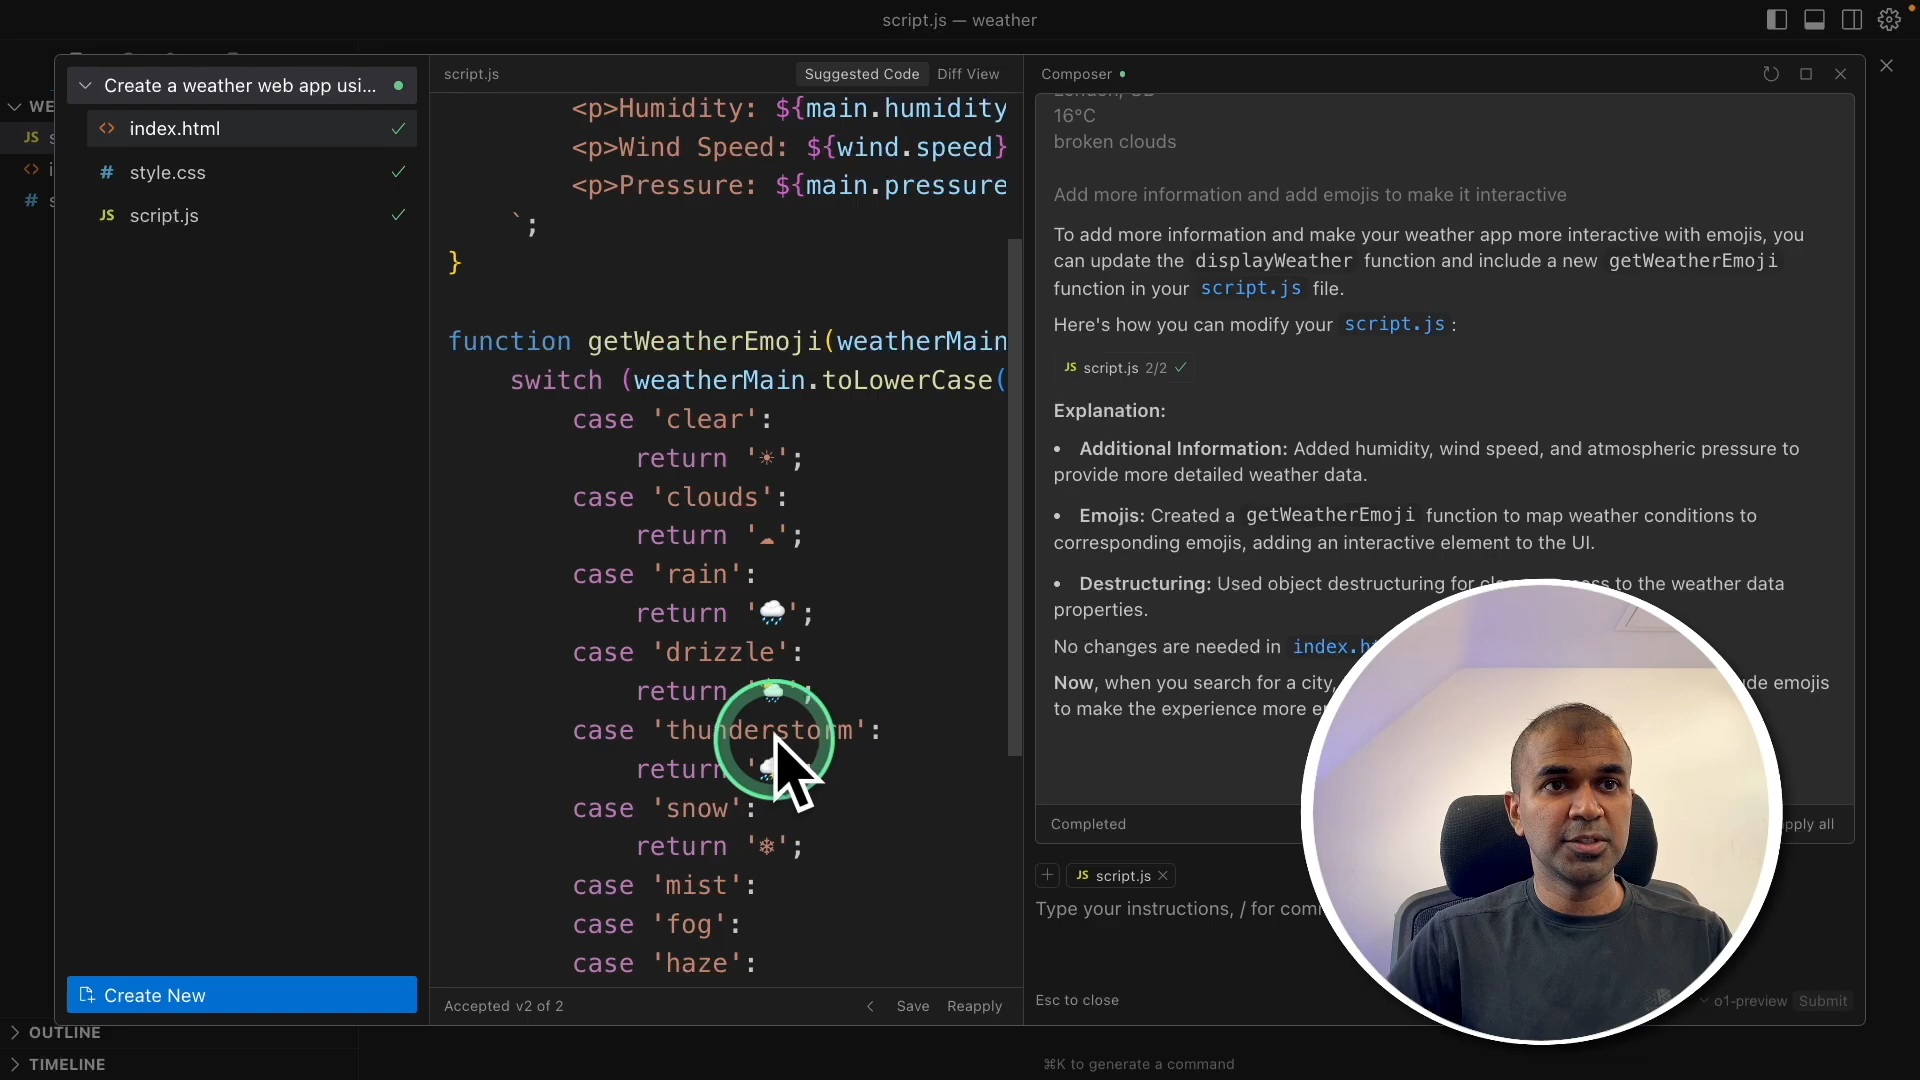 script.js — weather
WE
JS s
i
# s
Create a weather web app usi...
index.html
# style.css
JS script.js
Create New
OUTLINE
TIMELINE
script.js
Suggested Code
Diff View
<p>Humidity: ${main.humidity
<p>Wind Speed: ${wind.speed}
<p>Pressure: ${main.pressure
`;
}
function getWeatherEmoji(weatherMain
switch (weatherMain.toLowerCase(
case 'clear':
return '☀';
case 'clouds':
return '☁';
case 'rain':
return '🌧️';
case 'drizzle':
return '🌦️';
case 'thunderstorm':
return '
case 'snow':
return '❄';
case 'mist':
case 'fog':
case 'haze':
Accepted v2 of 2
Save
Reapply
Composer
16°C
broken clouds
Add more information and add emojis to make it interactive
To add more information and make your weather app more interactive with emojis, you
can update the displayWeather function and include a new getWeatherEmoji
function in your script.js file.
Here's how you can modify your script.js :
JS script.js 2/2
Explanation:
• Additional Information: Added humidity, wind speed, and atmospheric pressure to
provide more detailed weather data.
• Emojis: Created a getWeatherEmoji function to map weather conditions to
corresponding emojis, adding an interactive element to the UI.
• Destructuring: Used object destructuring for to the weather data
properties.
No changes are needed in
Now, when you search for a city, emojis
to make the experience more
Completed
all
JS script.js
Type your instructions, / for
Esc to close
o1-preview
Submit
⌘K to generate a command